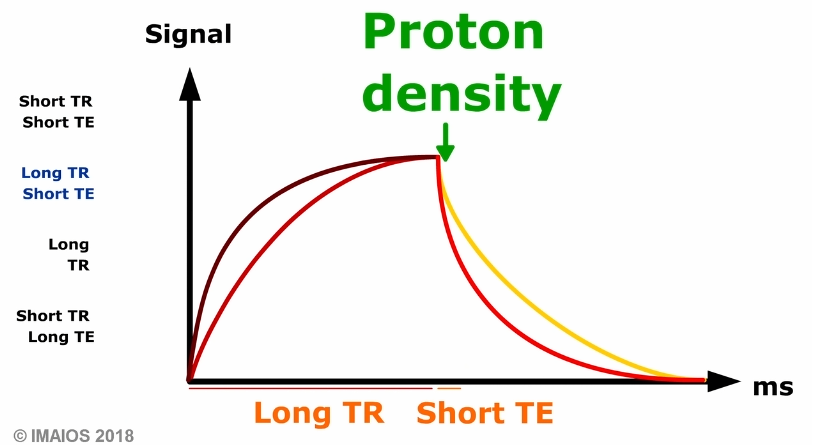 Signal
Proton
density
Short TR
Short TE
Long TR
Short TE
Long
TR
Short TR
Long TE
ms
Long TR
Short TE
© IMAIOS 2018